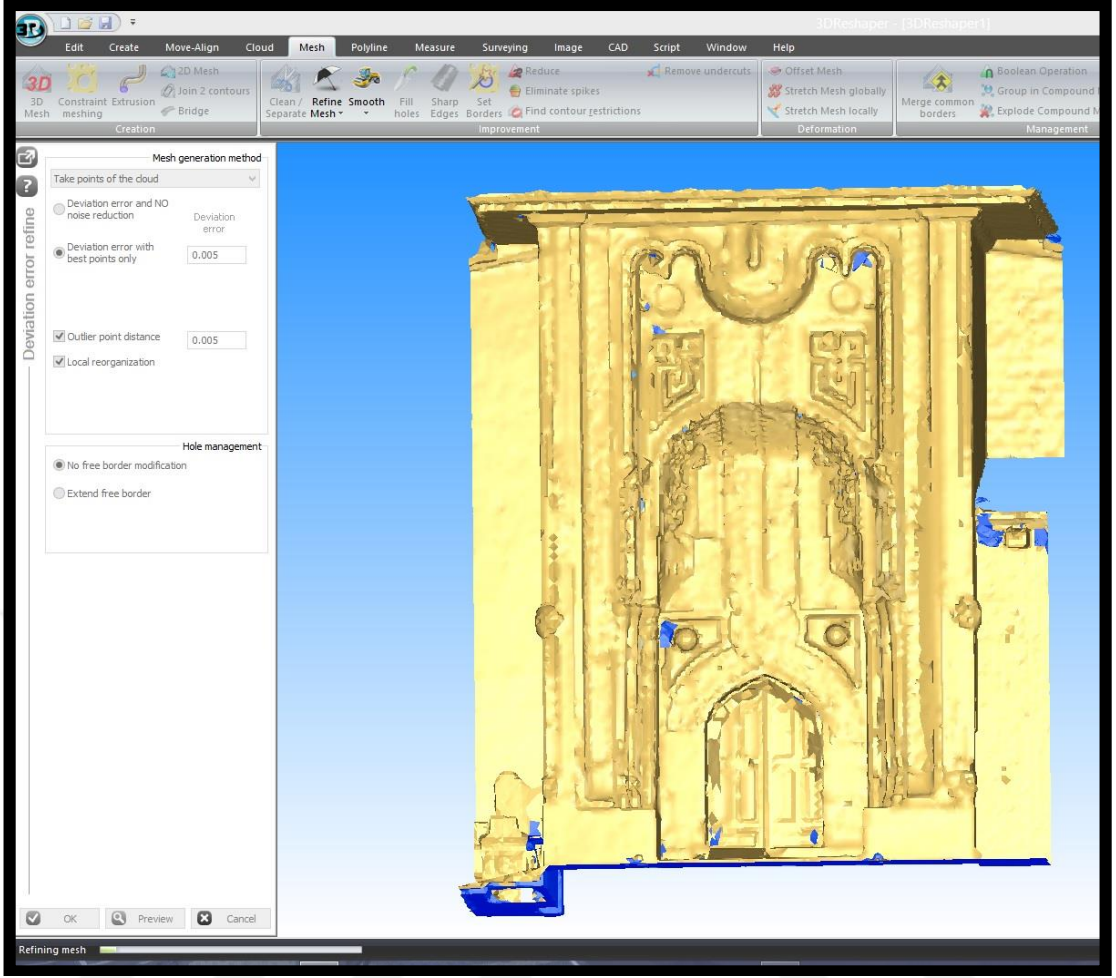 3DR
3DReshaper - [3DReshaper1]
Edit Create Move-Align Cloud Mesh Polyline Measure Surveying Image CAD Script Window Help
3D
3D Mesh
Constraint meshing
Extrusion
2D Mesh
Join 2 contours
Bridge
Creation
Clean / Separate
Refine Mesh
Smooth
Fill holes
Sharp Edges
Set Borders
Reduce
Eliminate spikes
Find contour restrictions
Remove undercuts
Improvement
Offset Mesh
Stretch Mesh globally
Stretch Mesh locally
Deformation
Merge common borders
Boolean Operation
Group in Compound
Explode Compound M
Management
?
Deviation error refine
Mesh generation method
Take points of the cloud
Deviation error and NO
noise reduction
Deviation
error
Deviation error with
best points only
0.005
Outlier point distance
0.005
Local reorganization
Hole management
No free border modification
Extend free border
OK Preview Cancel
Refining mesh